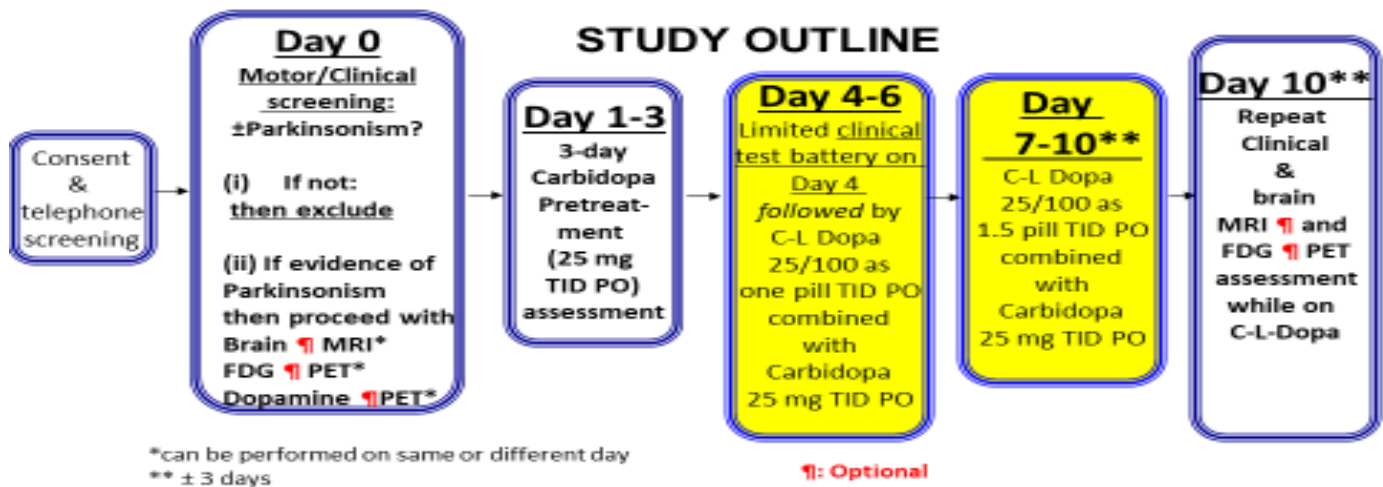 STUDY OUTLINE
Consent
&
telephone
screening
Day 0
Motor/Clinical
screening:
±Parkinsonism?
(i) If not:
then exclude
(ii) If evidence of
Parkinsonism
then proceed with
Brain ¶ MRI*
FDG ¶ PET*
Dopamine ¶PET*
Day 1-3
3-day
Carbidopa
Pretreat-
ment
(25 mg
TID PO)
assessment
Day 4-6
Limited clinical
test battery on
Day 4
followed by
C-L Dopa
25/100 as
one pill TID PO
combined
with
Carbidopa
25 mg TID PO
Day
7-10**
C-L Dopa
25/100 as
1.5 pill TID PO
combined
with
Carbidopa
25 mg TID PO
Day 10**
Repeat
Clinical
&
brain
MRI ¶ and
FDG ¶ PET
assessment
while on
C-L-Dopa
*can be performed on same or different day
** ± 3 days
¶: Optional